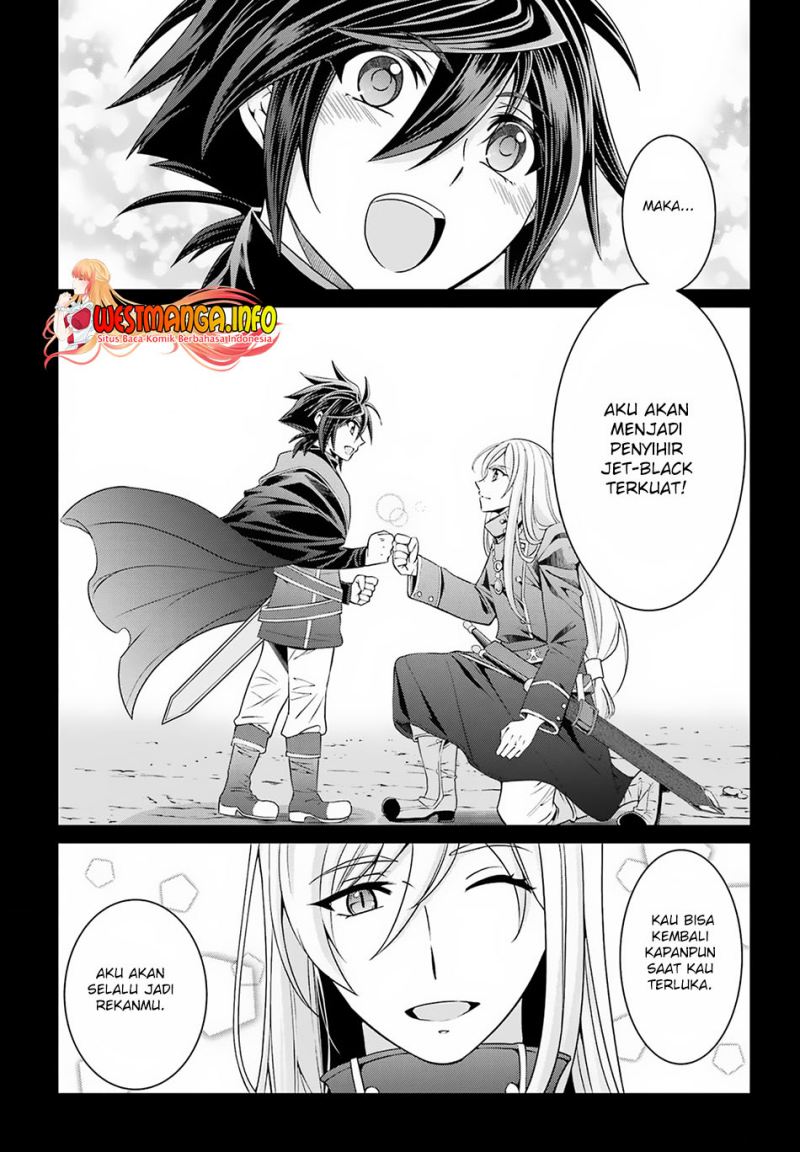 MAKA...
WESTMANGA.INFO
Situs Baca Komik Berbahasa Indonesia
AKU AKAN
MENJADI
PENYIHIR
JET-BLACK
TERKUAT!
KAU BISA
KEMBALI
KAPANPUN
SAAT KAU
TERLUKA.
AKU AKAN
SELALU JADI
REKANMU.